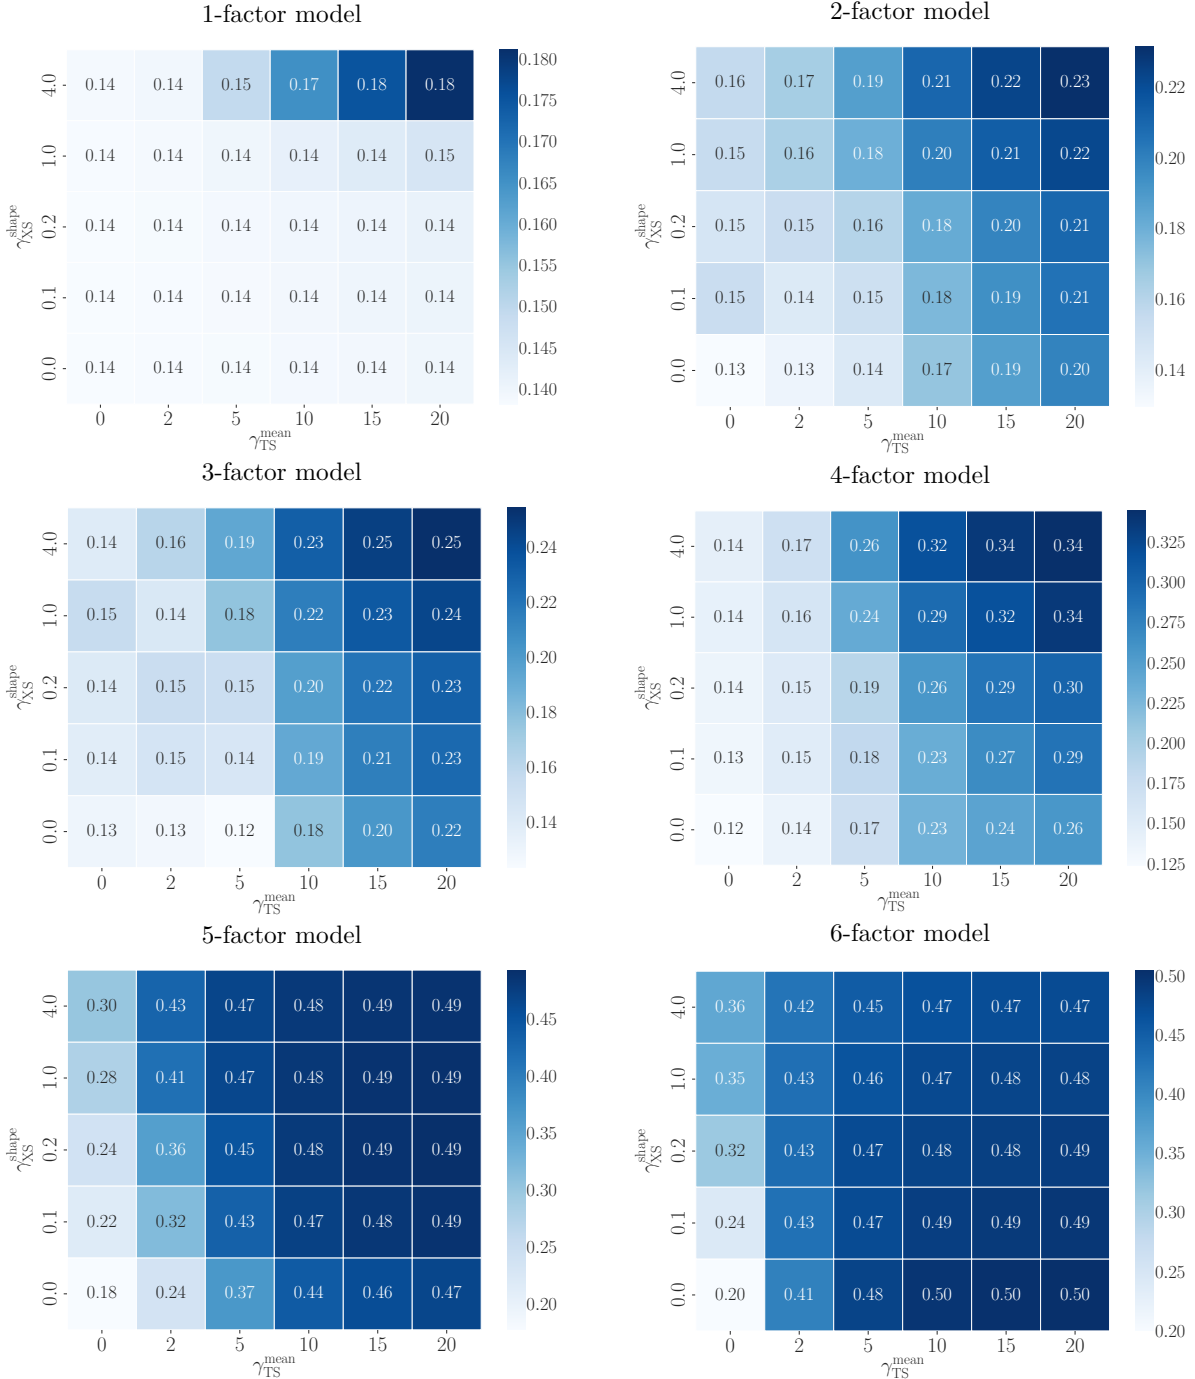 1-factor model
4.0 0.14 0.14 0.15 0.17 0.18 0.18
1.0 0.14 0.14 0.14 0.14 0.14 0.15
0.2 0.14 0.14 0.14 0.14 0.14 0.14
0.1 0.14 0.14 0.14 0.14 0.14 0.14
0.0 0.14 0.14 0.14 0.14 0.14 0.14
0 2 5 10 15 20
γ_TS^mean
γ_XS^shape
0.180
0.175
0.170
0.165
0.160
0.155
0.150
0.145
0.140
2-factor model
4.0 0.16 0.17 0.19 0.21 0.22 0.23
1.0 0.15 0.16 0.18 0.20 0.21 0.22
0.2 0.15 0.15 0.16 0.18 0.20 0.21
0.1 0.15 0.14 0.15 0.18 0.19 0.21
0.0 0.13 0.13 0.14 0.17 0.19 0.20
0 2 5 10 15 20
γ_TS^mean
γ_XS^shape
0.22
0.20
0.18
0.16
0.14
3-factor model
4.0 0.14 0.16 0.19 0.23 0.25 0.25
1.0 0.15 0.14 0.18 0.22 0.23 0.24
0.2 0.14 0.15 0.15 0.20 0.22 0.23
0.1 0.14 0.15 0.14 0.19 0.21 0.23
0.0 0.13 0.13 0.12 0.18 0.20 0.22
0 2 5 10 15 20
γ_TS^mean
γ_XS^shape
0.24
0.22
0.20
0.18
0.16
0.14
4-factor model
4.0 0.14 0.17 0.26 0.32 0.34 0.34
1.0 0.14 0.16 0.24 0.29 0.32 0.34
0.2 0.14 0.15 0.19 0.26 0.29 0.30
0.1 0.13 0.15 0.18 0.23 0.27 0.29
0.0 0.12 0.14 0.17 0.23 0.24 0.26
0 2 5 10 15 20
γ_TS^mean
γ_XS^shape
0.325
0.300
0.275
0.250
0.225
0.200
0.175
0.150
0.125
5-factor model
4.0 0.30 0.43 0.47 0.48 0.49 0.49
1.0 0.28 0.41 0.47 0.48 0.49 0.49
0.2 0.24 0.36 0.45 0.48 0.49 0.49
0.1 0.22 0.32 0.43 0.47 0.48 0.49
0.0 0.18 0.24 0.37 0.44 0.46 0.47
0 2 5 10 15 20
γ_TS^mean
γ_XS^shape
0.45
0.40
0.35
0.30
0.25
0.20
6-factor model
4.0 0.36 0.42 0.45 0.47 0.47 0.47
1.0 0.35 0.43 0.46 0.47 0.48 0.48
0.2 0.32 0.43 0.47 0.48 0.48 0.49
0.1 0.24 0.43 0.47 0.49 0.49 0.49
0.0 0.20 0.41 0.48 0.50 0.50 0.50
0 2 5 10 15 20
γ_TS^mean
γ_XS^shape
0.50
0.45
0.40
0.35
0.30
0.25
0.20